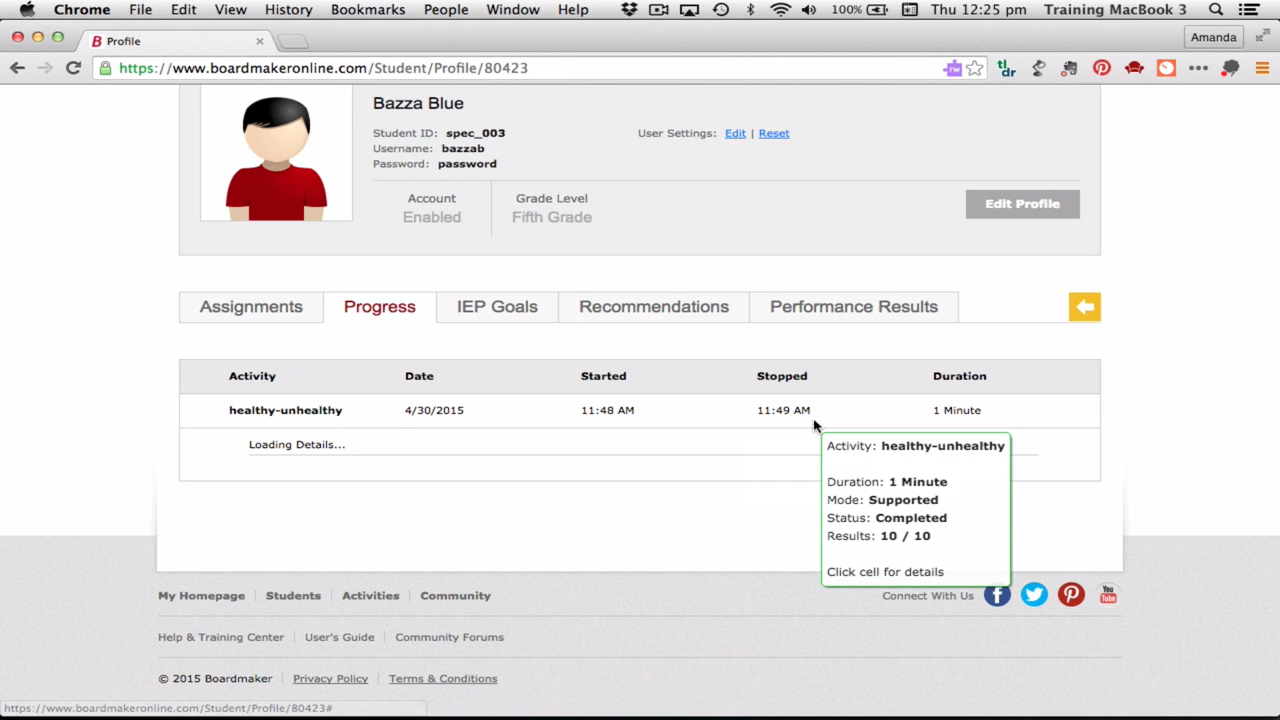 Chrome File Edit View History Bookmarks People Window Help 100% Thu 12:25 pm Training MacBook 3
B Profile × Amanda
https://www.boardmakeronline.com/Student/Profile/80423 rw tl;dr
Bazza Blue
Student ID: spec_003 User Settings: Edit | Reset
Username: bazzab
Password: password
Account Grade Level
Enabled Fifth Grade
Edit Profile
Assignments Progress IEP Goals Recommendations Performance Results
Activity Date Started Stopped Duration
healthy-unhealthy 4/30/2015 11:48 AM 11:49 AM 1 Minute
Loading Details...
Activity: healthy-unhealthy
Duration: 1 Minute
Mode: Supported
Status: Completed
Results: 10 / 10
Click cell for details
My Homepage | Students | Activities | Community Connect With Us You Tube
Help & Training Center | User's Guide | Community Forums
© 2015 Boardmaker | Privacy Policy | Terms & Conditions
https://www.boardmakeronline.com/Student/Profile/80423#